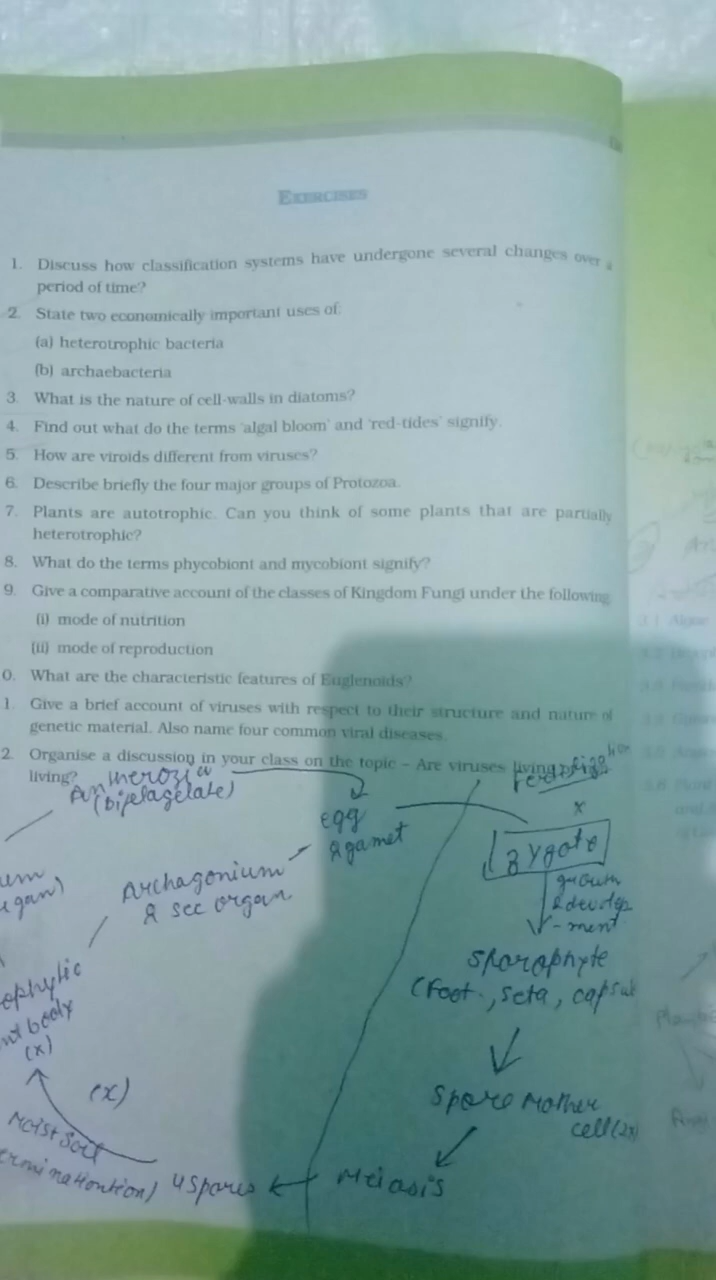 EXERCISES
1. Discuss how classification systems have undergone several changes over a
period of time?
2. State two economically important uses of:
(a) heterotrophic bacteria
(b) archaebacteria
3. What is the nature of cell-walls in diatoms?
4. Find out what do the terms 'algal bloom' and 'red-tides' signify.
5. How are viroids different from viruses?
6. Describe briefly the four major groups of Protozoa.
7. Plants are autotrophic. Can you think of some plants that are partially
heterotrophic?
8. What do the terms phycobiont and mycobiont signify?
9. Give a comparative account of the classes of Kingdom Fungi under the following
(i) mode of nutrition
(ii) mode of reproduction
0. What are the characteristic features of Euglenoids?
1. Give a brief account of viruses with respect to their structure and nature of
genetic material. Also name four common viral diseases.
2. Organise a discussion in your class on the topic – Are viruses living
living?
(bipelagelate)
egg
gamet
x
zygote
growth
& develop
-ment
Archagonium
& sec organ
sporophyte
(Foot, seta, capsul
ophytic
body
(x)
(x)
spore mother
cell (2x)
Moist soil
4 spores
Meiosis
3.1 Algae